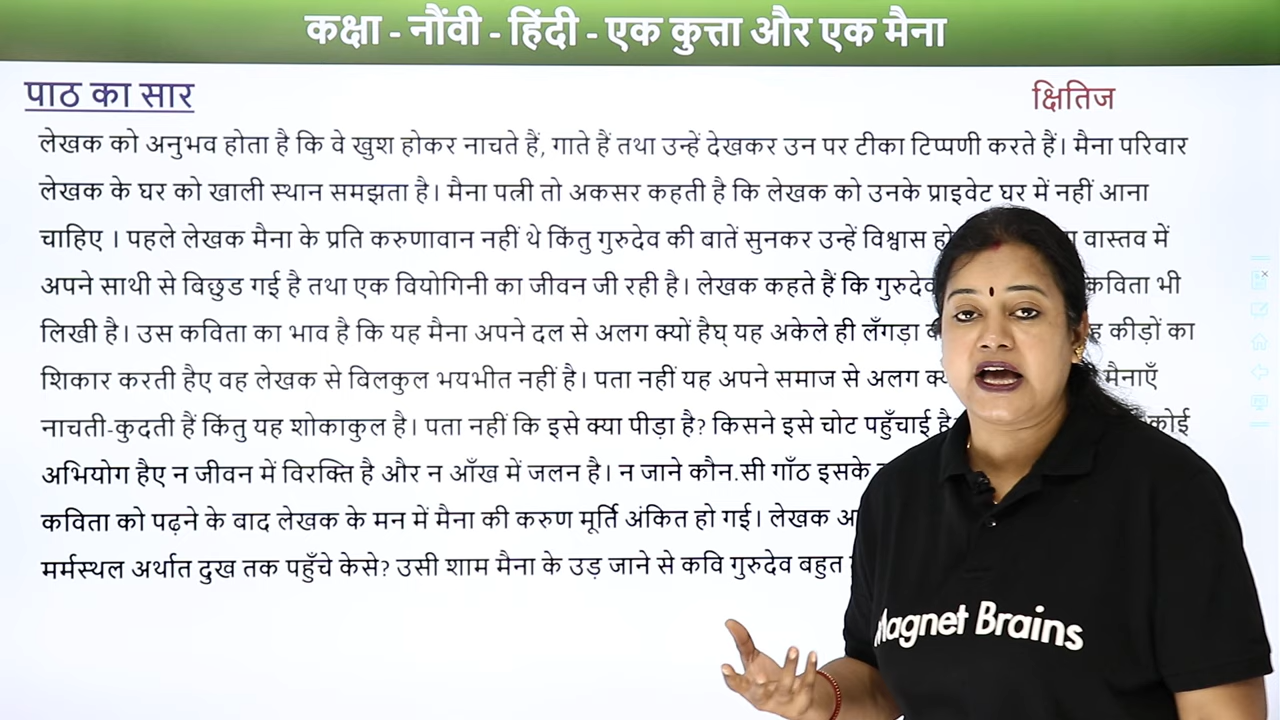 कक्षा - नौंवी - हिंदी - एक कुत्ता और एक मैना
पाठ का सार
क्षितिज
लेखक को अनुभव होता है कि वे खुश होकर नाचते हैं, गाते हैं तथा उन्हें देखकर उन पर टीका टिप्पणी करते हैं। मैना परिवार
लेखक के घर को खाली स्थान समझता है। मैना पत्नी तो अकसर कहती है कि लेखक को उनके प्राइवेट घर में नहीं आना
चाहिए । पहले लेखक मैना के प्रति करुणावान नहीं थे किंतु गुरुदेव की बातें सुनकर उन्हें विश्वास वास्तव में
अपने साथी से विछुड गई है तथा एक वियोगिनी का जीवन जी रही है। लेखक कहते हैं कि गुरुदेव कविता भी
लिखी है। उस कविता का भाव है कि यह मैना अपने दल से अलग क्यों हैघ् यह अकेले ही लँगड़ा कीड़ों का
शिकार करती हैए वह लेखक से बिलकुल भयभीत नहीं है। पता नहीं यह अपने समाज से अलग मैनाएँ
नाचती-कुदती हैं किंतु यह शोकाकुल है। पता नहीं कि इसे क्या पीड़ा है? किसने इसे चोट पहुँचाई कोई
अभियोग हैए न जीवन में विरक्ति है और न आँख में जलन है। न जाने कौन.सी गाँठ इसके
कविता को पढ़ने के वाद लेखक के मन में मैना की करुण मूर्ति अंकित हो गई। लेखक
मर्मस्थल अर्थात दुख तक पहुँचे केसे? उसी शाम मैना के उड़ जाने से कवि गुरुदेव बहुत
Magnet Brains